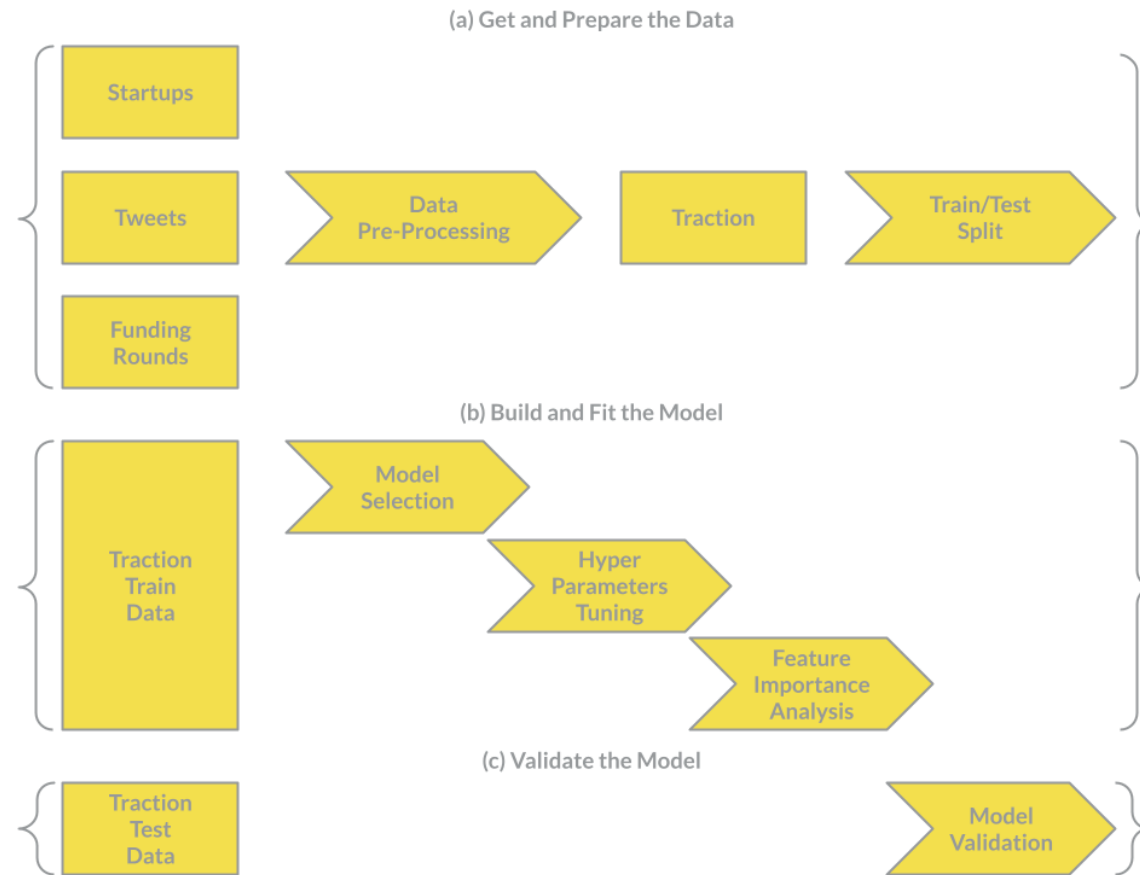 (a) Get and Prepare the Data
Startups
Tweets
Data
Pre-Processing
Traction
Train/Test
Split
Funding
Rounds
(b) Build and Fit the Model
Traction
Train
Data
Model
Selection
Hyper
Parameters
Tuning
Feature
Importance
Analysis
(c) Validate the Model
Traction
Test
Data
Model
Validation